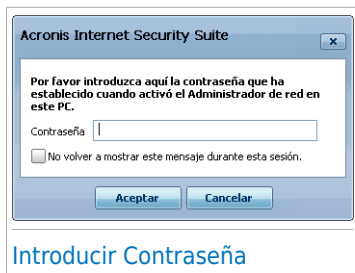 Acronis Internet Security Suite
Por favor introduzca aquí la contraseña que ha
establecido cuando activó el Administrador de red en
este PC.
Contraseña
No volver a mostrar este mensaje durante esta sesión.
Aceptar Cancelar
Introducir Contraseña